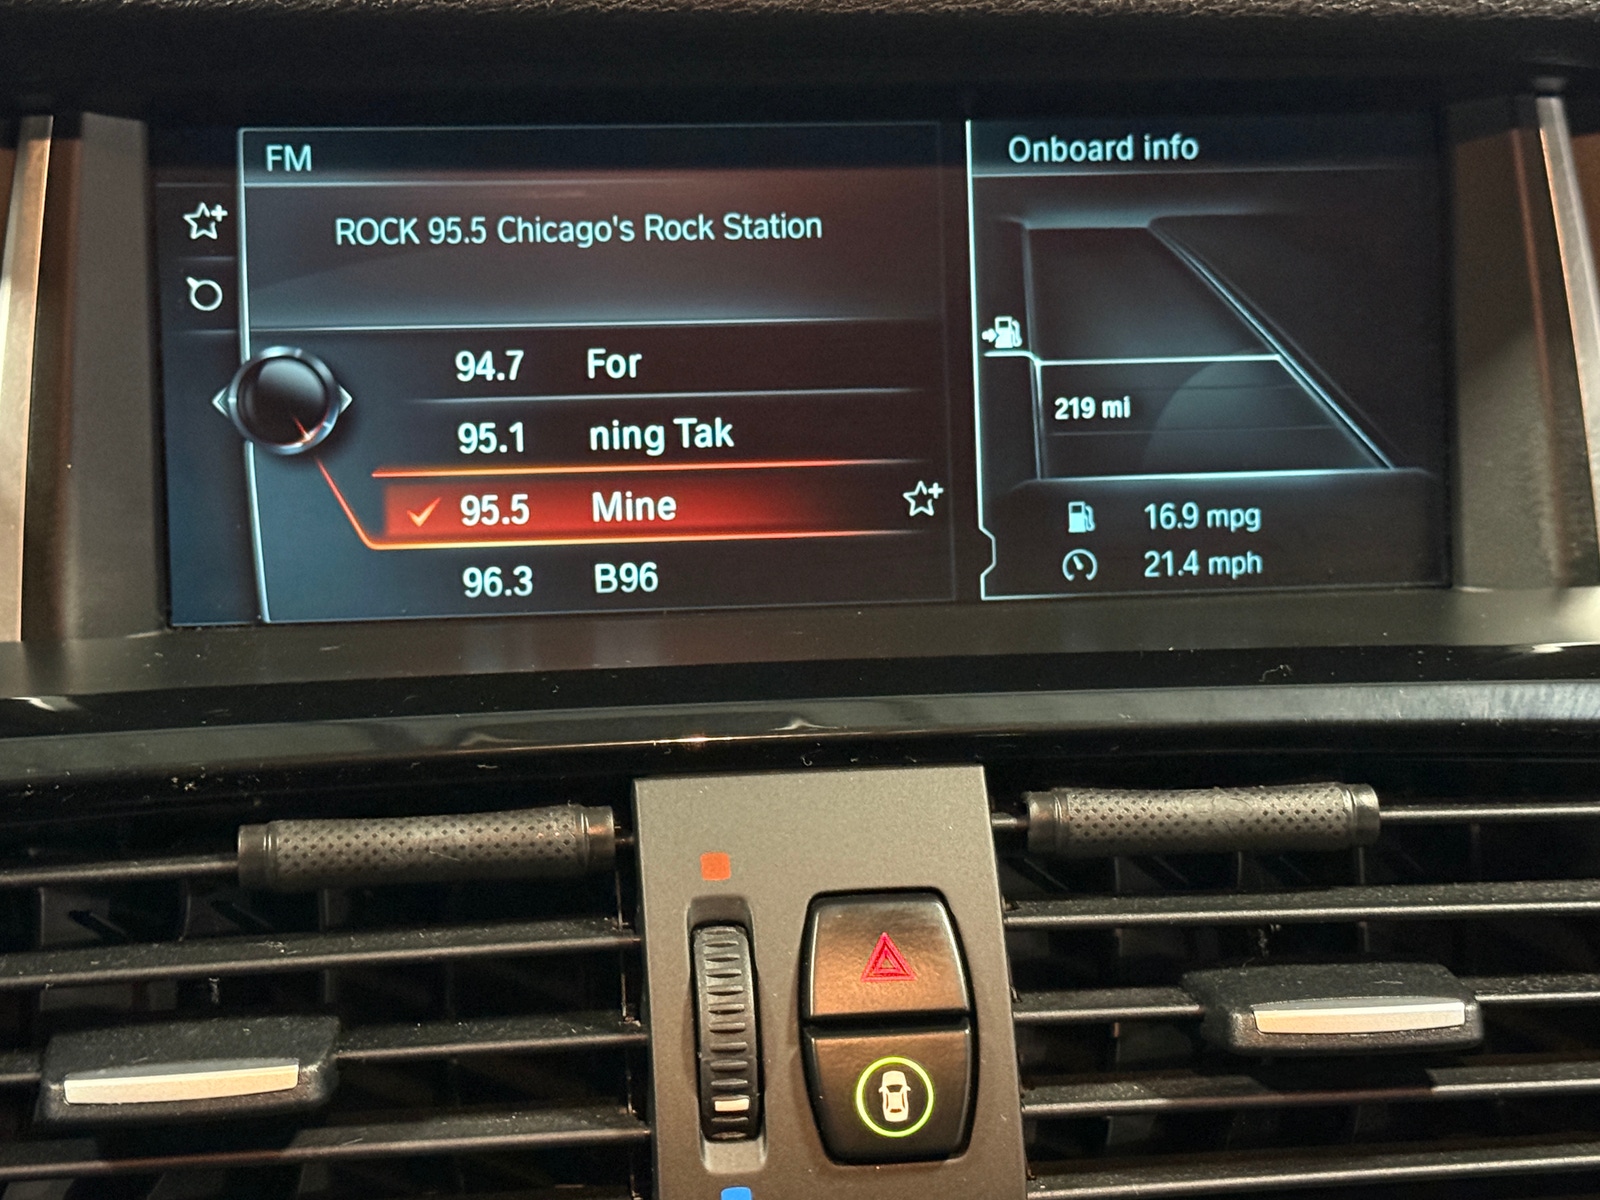 FM
ROCK 95.5 Chicago's Rock Station
94.7 For
95.1 ning Tak
95.5 Mine
96.3 B96
Onboard info
219 mi
16.9 mpg
21.4 mph